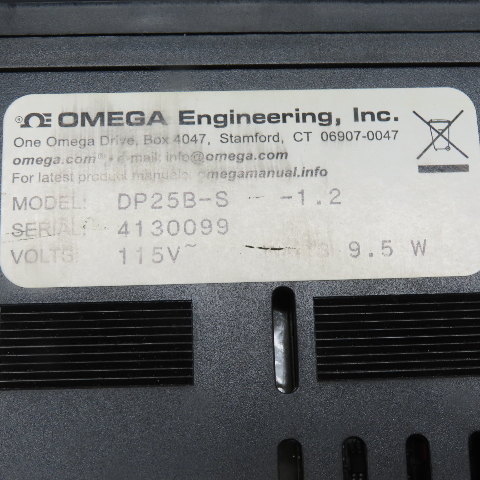 ®ΩE OMEGA Engineering, Inc.
One Omega Drive, Box 4047, Stamford, CT 06907-0047
omega.com® • e-mail: info@omega.com
For latest product manuals: omegamanual.info
MODEL: DP25B-S - -1.2
SERIAL: 4130099
VOLTS: 115V~ 9.5 W